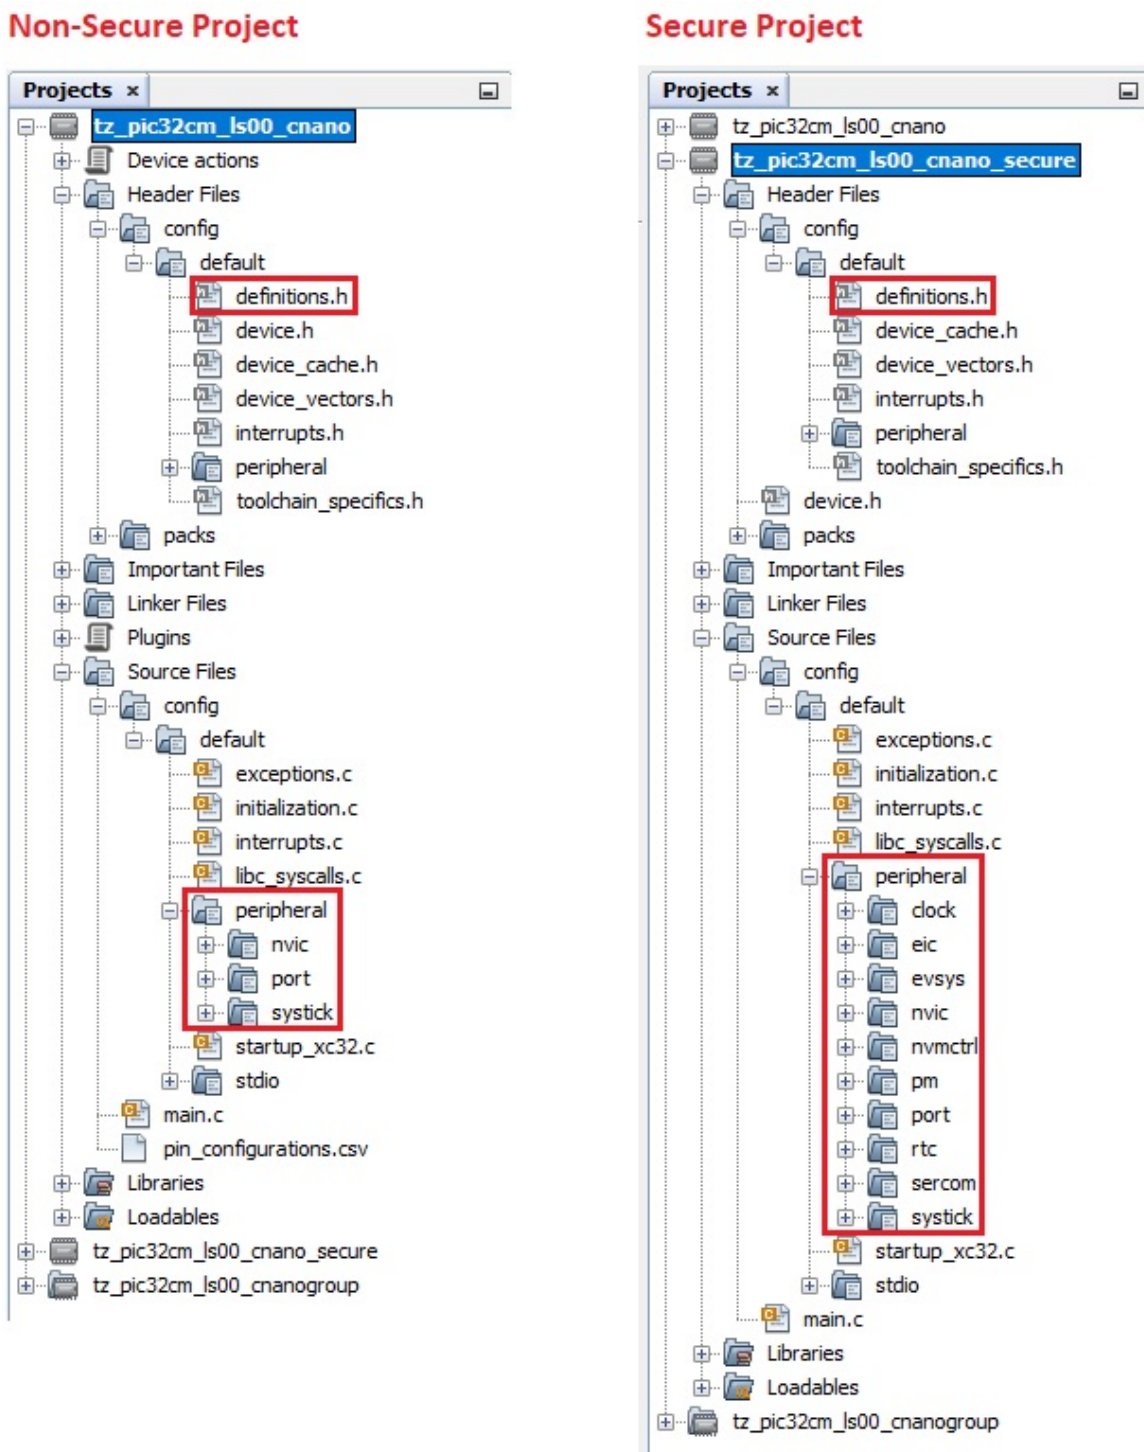 Non-Secure Project
Projects ×
tz_pic32cm_ls00_cnano
Device actions
Header Files
config
default
definitions.h
device.h
device_cache.h
device_vectors.h
interrupts.h
peripheral
toolchain_specifics.h
packs
Important Files
Linker Files
Plugins
Source Files
config
default
exceptions.c
initialization.c
interrupts.c
libc_syscalls.c
peripheral
nvic
port
systick
startup_xc32.c
stdio
main.c
pin_configurations.csv
Libraries
Loadables
tz_pic32cm_ls00_cnano_secure
tz_pic32cm_ls00_cnanogroup
Secure Project
Projects ×
tz_pic32cm_ls00_cnano
tz_pic32cm_ls00_cnano_secure
Header Files
config
default
definitions.h
device_cache.h
device_vectors.h
interrupts.h
peripheral
toolchain_specifics.h
device.h
packs
Important Files
Linker Files
Source Files
config
default
exceptions.c
initialization.c
interrupts.c
libc_syscalls.c
peripheral
clock
eic
evsys
nvic
nvmctrl
pm
port
rtc
sercom
systick
startup_xc32.c
stdio
main.c
Libraries
Loadables
tz_pic32cm_ls00_cnanogroup